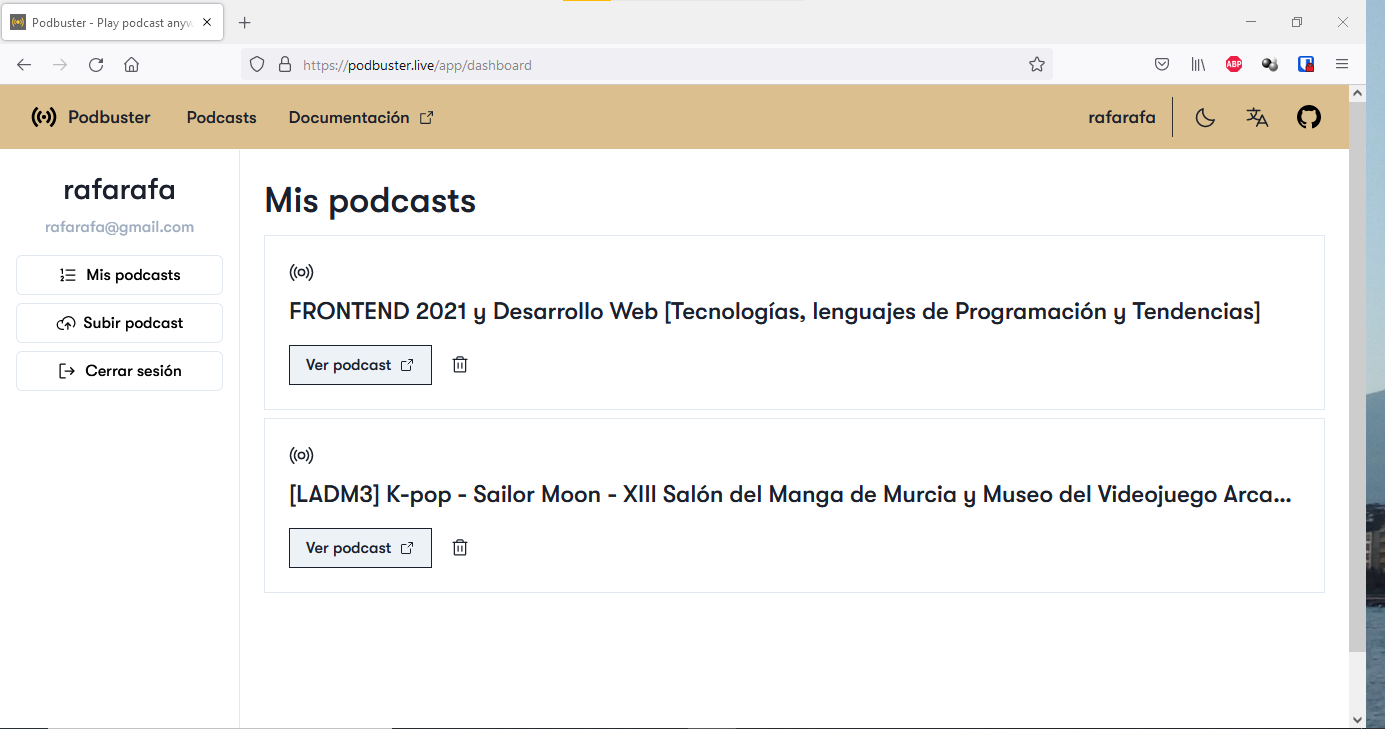 Podbuster - Play podcast anyw
https://podbuster.live/app/dashboard
ABP
Podbuster Podcasts Documentación rafarafa
rafarafa
rafarafa@gmail.com
Mis podcasts
Subir podcast
Cerrar sesión
Mis podcasts
FRONTEND 2021 y Desarrollo Web [Tecnologías, lenguajes de Programación y Tendencias]
Ver podcast
[LADM3] K-pop - Sailor Moon - XIII Salón del Manga de Murcia y Museo del Videojuego Arca...
Ver podcast